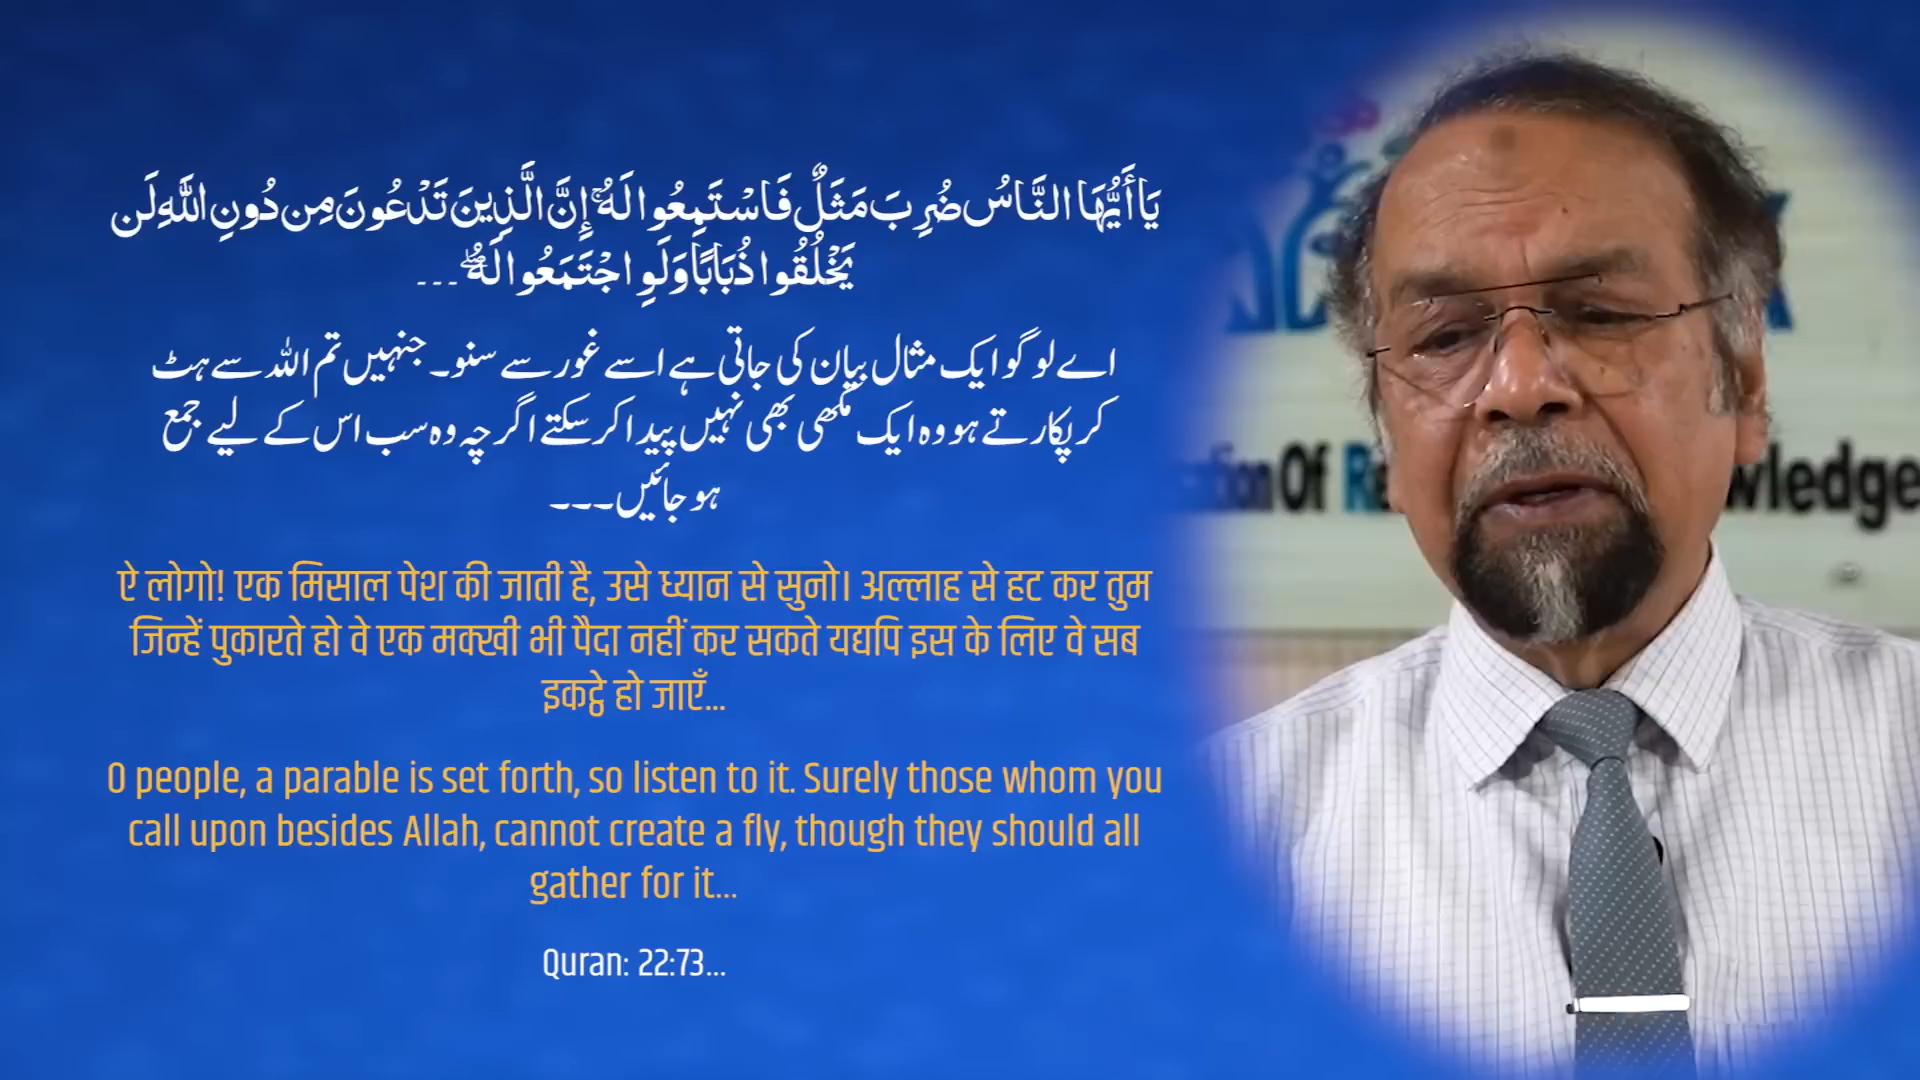 يَا أَيُّهَا النَّاسُ ضُرِبَ مَثَلٌ فَاسْتَمِعُوا لَهُ ۚ إِنَّ الَّذِينَ تَدْعُونَ مِن دُونِ اللَّهِ لَن
يَخْلُقُوا ذُبَابًا وَلَوِ اجْتَمَعُوا لَهُ ۖ ...
اے لوگو ایک مثال بیان کی جاتی ہے اسے غور سے سنو۔ جنہیں تم اللہ سے ہٹ
کر پکارتے ہو وہ ایک مکھی بھی نہیں پیدا کر سکتے اگرچہ وہ سب اس کے لیے جمع
ہو جائیں۔۔۔
ऐ लोगो! एक मिसाल पेश की जाती है, उसे ध्यान से सुनो। अल्लाह से हट कर तुम
जिन्हें पुकारते हो वे एक मक्खी भी पैदा नहीं कर सकते यद्यपि इस के लिए वे सब
इकट्ठे हो जाएँ...
O people, a parable is set forth, so listen to it. Surely those whom you
call upon besides Allah, cannot create a fly, though they should all
gather for it...
Quran: 22:73...
Of